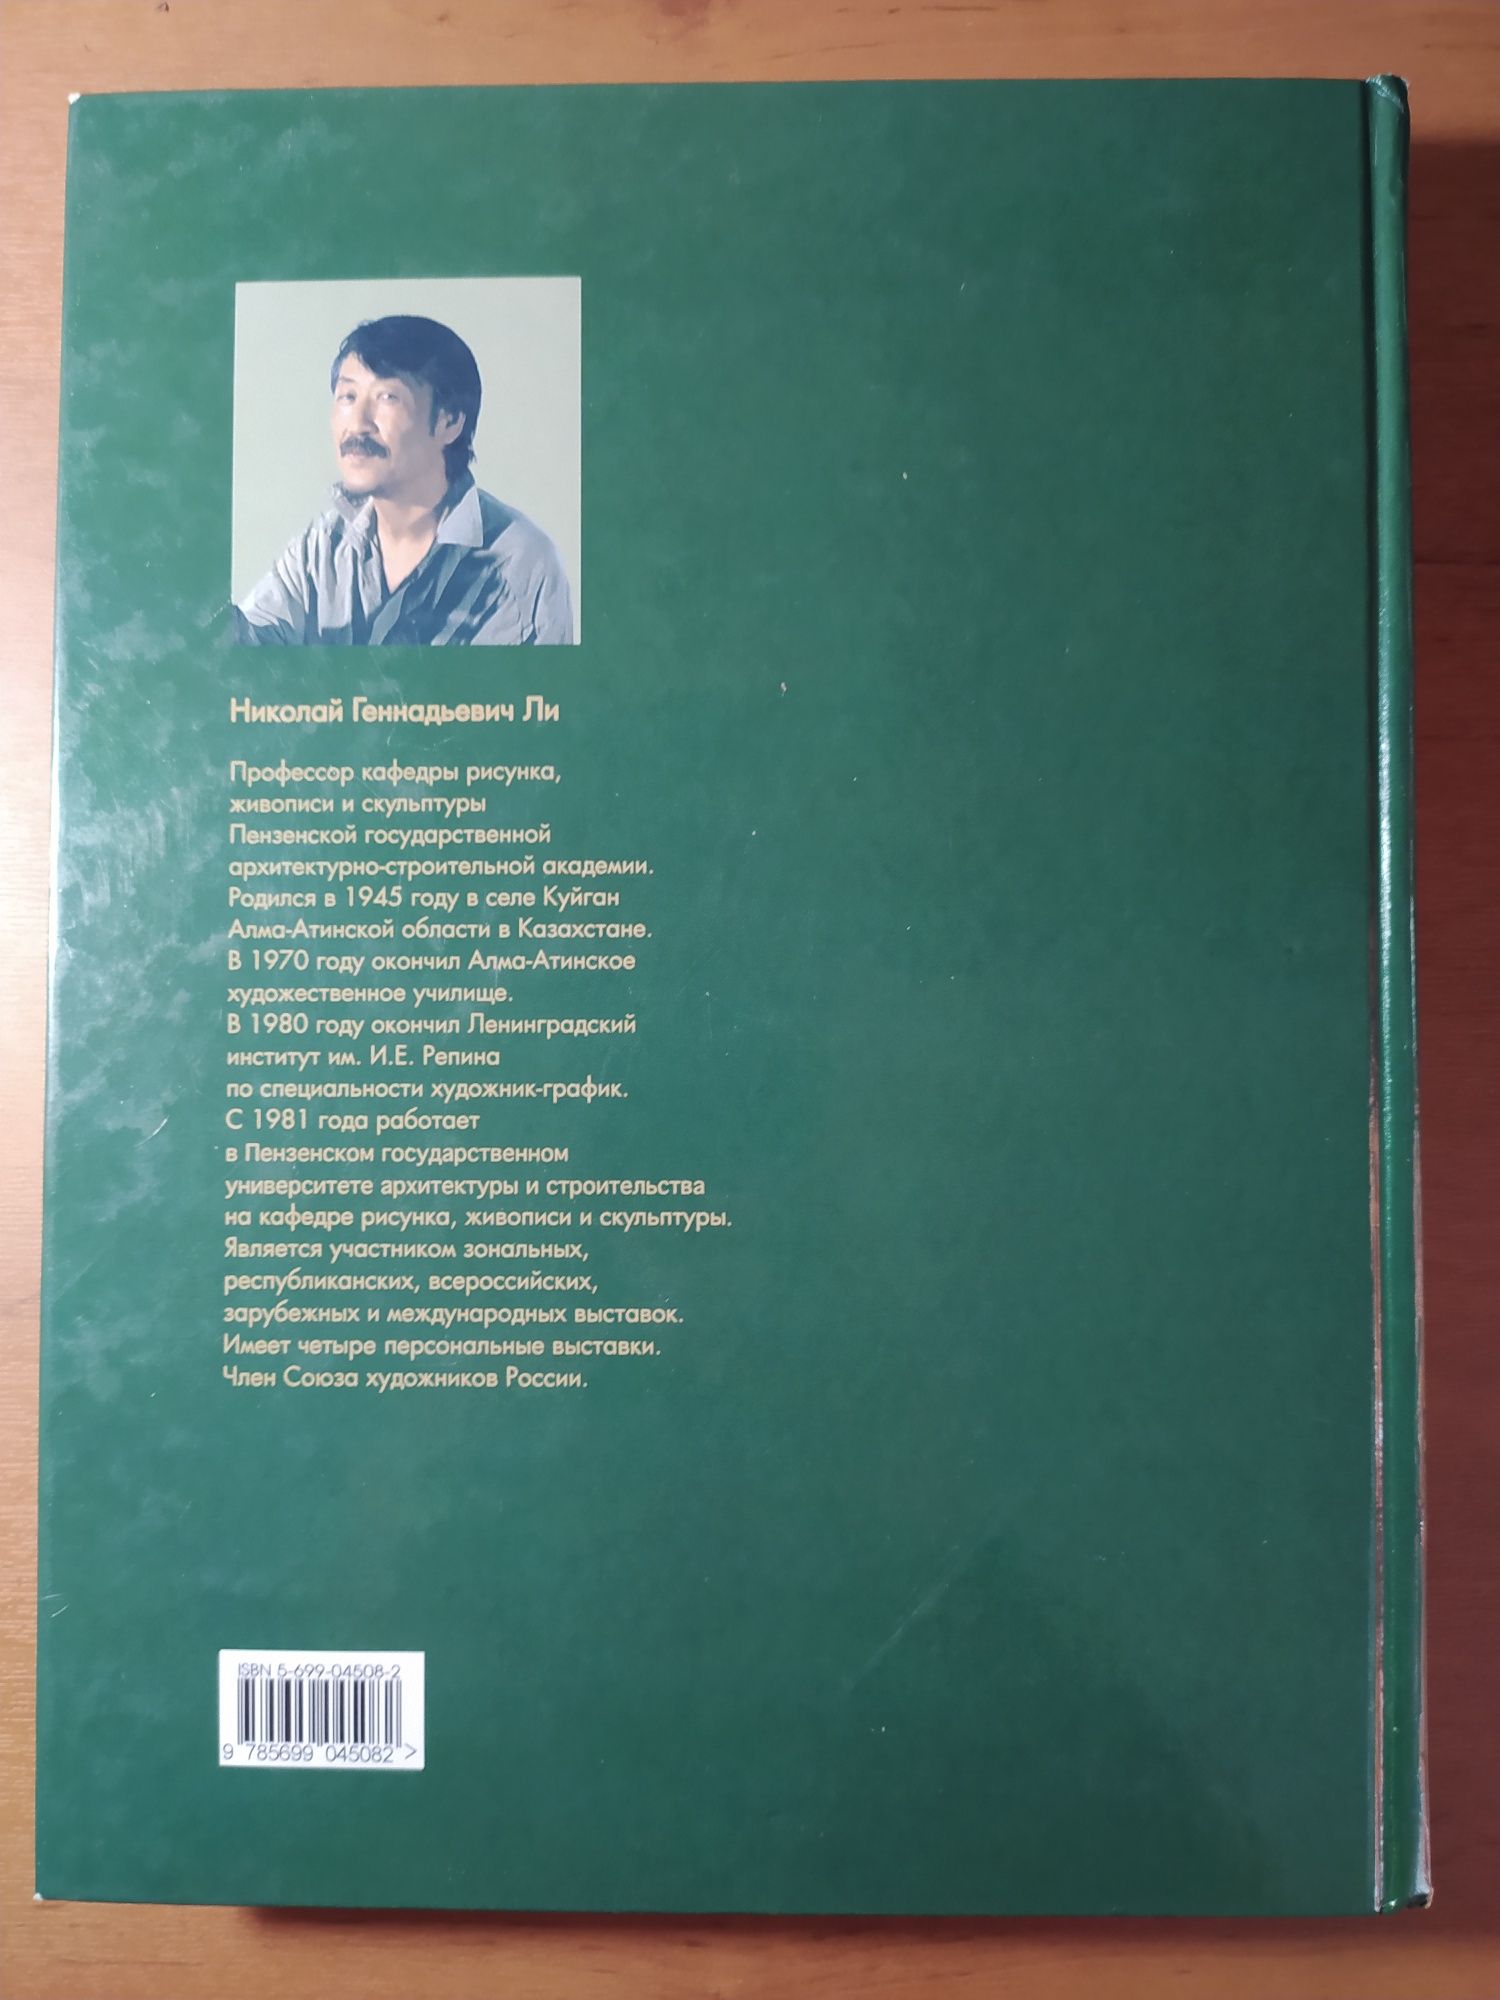 Николай Геннадьевич Ли
Профессор кафедры рисунка,
живописи и скульптуры
Пензенской государственной
архитектурно-строительной академии.
Родился в 1945 году в селе Куйган
Алма-Атинской области в Казахстане.
В 1970 году окончил Алма-Атинское
художественное училище.
В 1980 году окончил Ленинградский
институт им. И.Е. Репина
по специальности художник-график.
С 1981 года работает
в Пензенском государственном
университете архитектуры и строительства
на кафедре рисунка, живописи и скульптуры.
Является участником зональных,
республиканских, всероссийских,
зарубежных и международных выставок.
Имеет четыре персональные выставки.
Член Союза художников России.
ISBN 5-699-04508-2
9 785699 045082 >